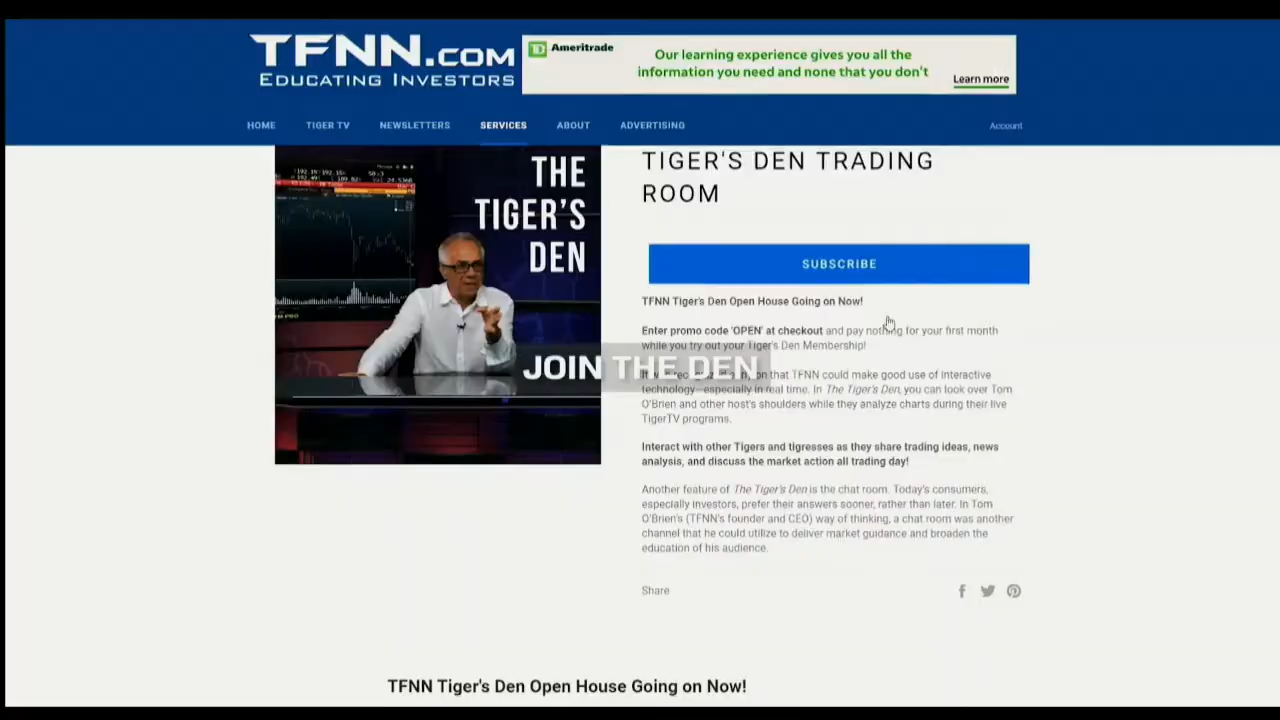 TFNN.COM
EDUCATING INVESTORS
Ameritrade
Our learning experience gives you all the
information you need and none that you don't
Learn more
HOME TIGER TV NEWSLETTERS SERVICES ABOUT ADVERTISING Account
THE
TIGER'S
DEN
TIGER'S DEN TRADING
ROOM
SUBSCRIBE
TFNN Tiger's Den Open House Going on Now!
Enter promo code 'OPEN' at checkout and pay nothing for your first month
while you try out your Tiger's Den Membership!
JOIN THE DEN
on that TFNN could make good use of interactive
technology—especially in real time. In The Tiger's Den, you can look over Tom
O'Brien and other host's shoulders while they analyze charts during their live
TigerTV programs.
Interact with other Tigers and tigresses as they share trading ideas, news
analysis, and discuss the market action all trading day!
Another feature of The Tiger's Den is the chat room. Today's consumers,
especially investors, prefer their answers sooner, rather than later. In Tom
O'Brien's (TFNN's founder and CEO) way of thinking, a chat room was another
channel that he could utilize to deliver market guidance and broaden the
education of his audience.
Share
TFNN Tiger's Den Open House Going on Now!